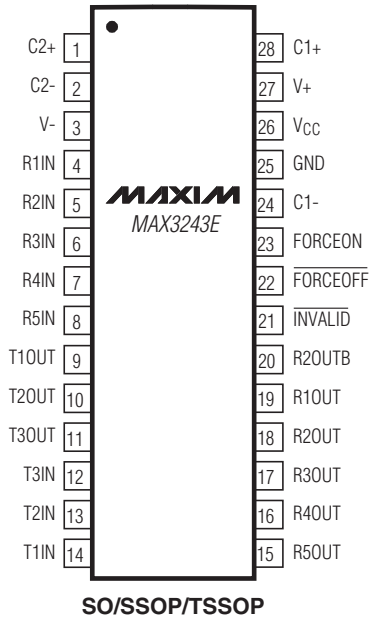 C2+ 1 28 C1+
C2- 2 27 V+
V- 3 26 VCC
R1IN 4 25 GND
R2IN 5 MAXIM 24 C1-
R3IN 6 MAX3243E 23 FORCEON
R4IN 7 22 FORCEOFF
R5IN 8 21 INVALID
T1OUT 9 20 R2OUTB
T2OUT 10 19 R1OUT
T3OUT 11 18 R2OUT
T3IN 12 17 R3OUT
T2IN 13 16 R4OUT
T1IN 14 15 R5OUT
SO/SSOP/TSSOP